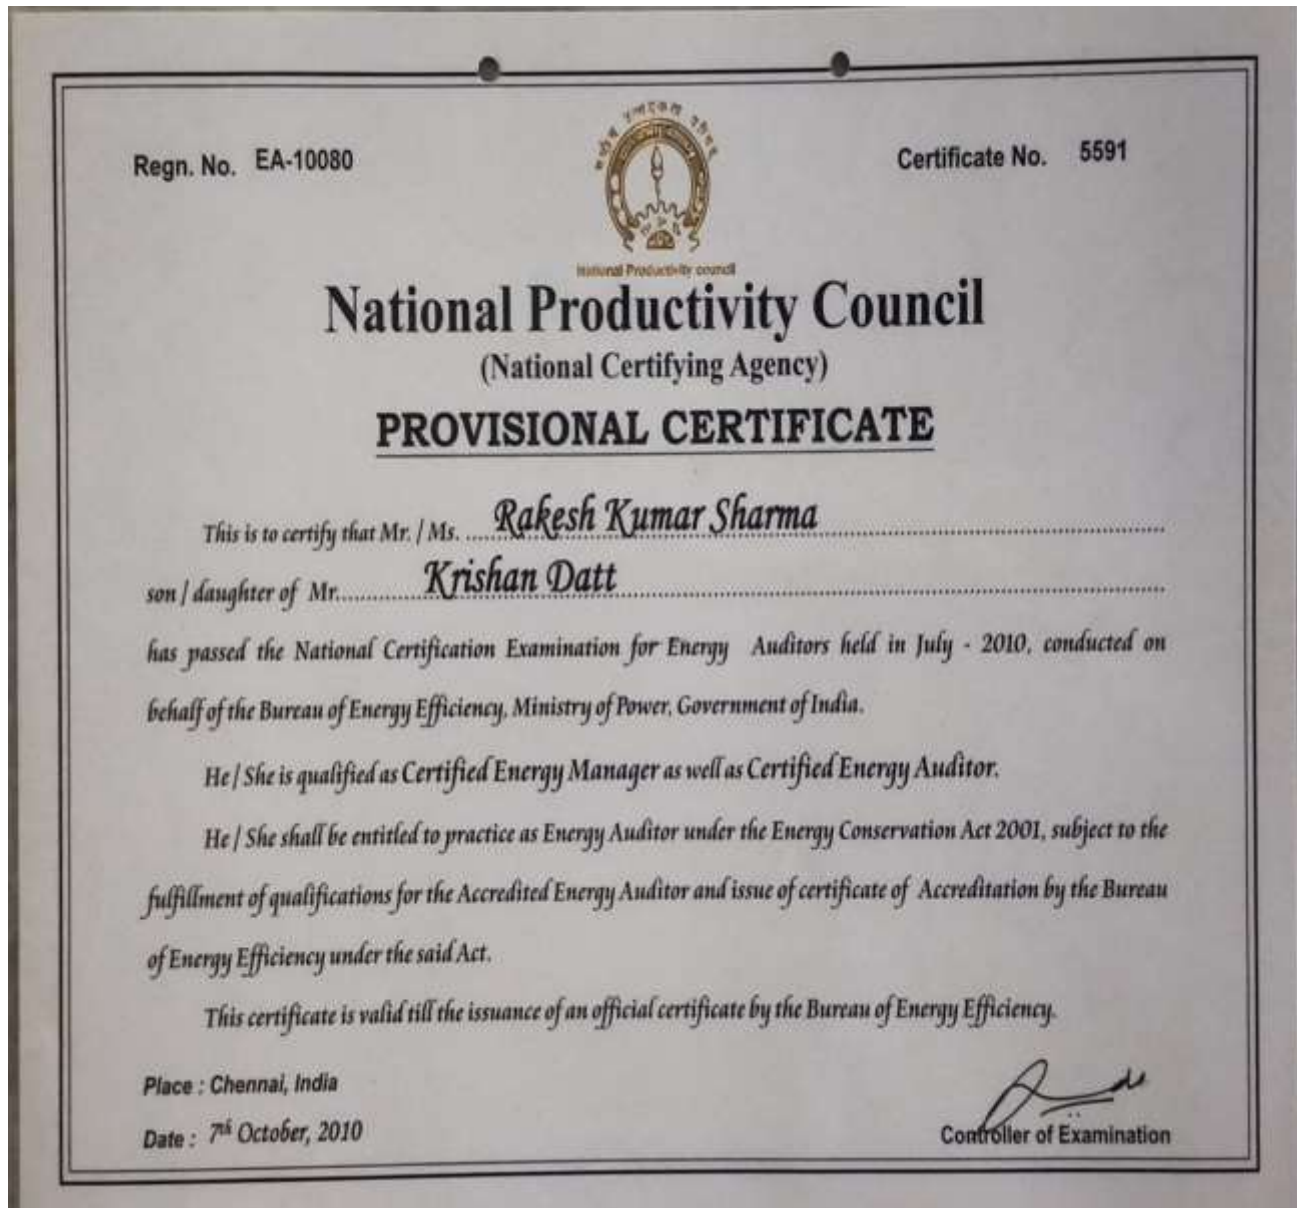 Regn. No. EA-10080
Certificate No. 5591
National Productivity council
National Productivity Council
(National Certifying Agency)
PROVISIONAL CERTIFICATE
This is to certify that Mr. / Ms. ..... Rakesh Kumar Sharma
son / daughter of Mr............. Krishan Datt
has passed the National Certification Examination for Energy Auditors held in July - 2010, conducted on
behalf of the Bureau of Energy Efficiency, Ministry of Power, Government of India.
He / She is qualified as Certified Energy Manager as well as Certified Energy Auditor.
He / She shall be entitled to practice as Energy Auditor under the Energy Conservation Act 2001, subject to the
fulfillment of qualifications for the Accredited Energy Auditor and issue of certificate of Accreditation by the Bureau
of Energy Efficiency under the said Act.
This certificate is valid till the issuance of an official certificate by the Bureau of Energy Efficiency.
Place : Chennai, India
Date : 7th October, 2010
Controller of Examination